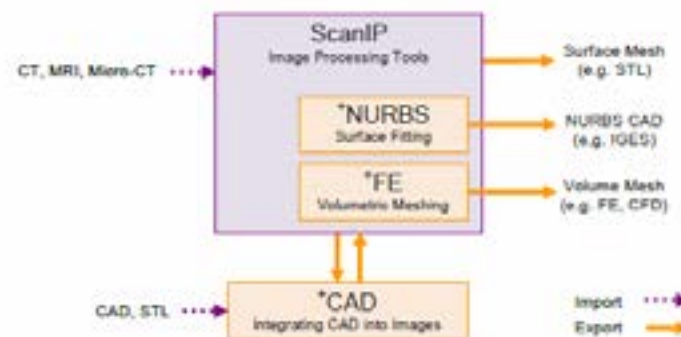 ScanIP
Image Processing Tools
CT, MRI, Micro-CT
Surface Mesh
(e.g. STL)
+NURBS
Surface Fitting
NURBS CAD
(e.g. IGES)
+FE
Volumetric Meshing
Volume Mesh
(e.g. FE, CFD)
+CAD
Integrating CAD into Images
CAD, STL
Import
Export